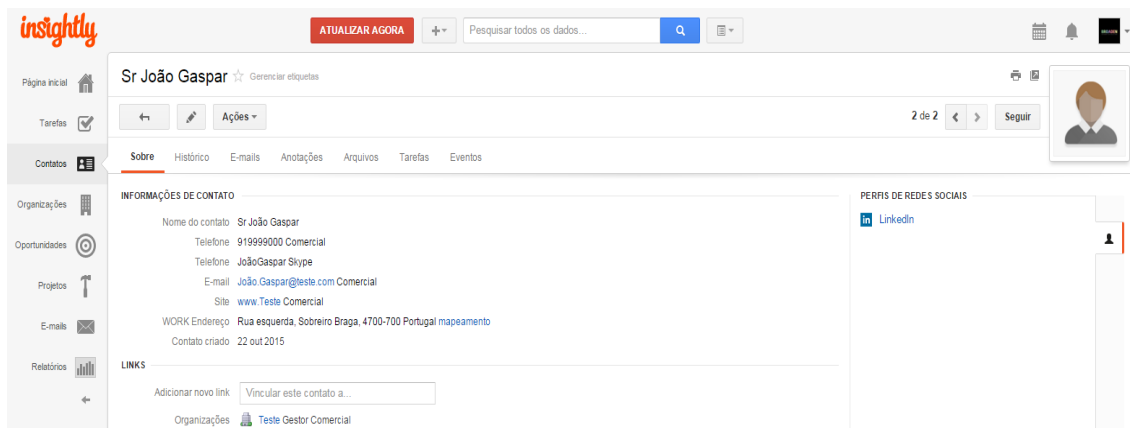 insightly
ATUALIZAR AGORA
Pesquisar todos os dados...
Página inicial
Tarefas
Contatos
Organizações
Oportunidades
Projetos
E-mails
Relatórios
Sr João Gaspar Gerenciar etiquetas
Ações 2 de 2 Seguir
Sobre Histórico E-mails Anotações Arquivos Tarefas Eventos
INFORMAÇÕES DE CONTATO
Nome do contato Sr João Gaspar
Telefone 919999000 Comercial
Telefone JoãoGaspar Skype
E-mail João.Gaspar@teste.com Comercial
Site www.Teste Comercial
WORK Endereço Rua esquerda, Sobreiro Braga, 4700-700 Portugal mapeamento
Contato criado 22 out 2015
LINKS
Adicionar novo link Vincular este contato a...
Organizações Teste Gestor Comercial
PERFIS DE REDES SOCIAIS
in LinkedIn